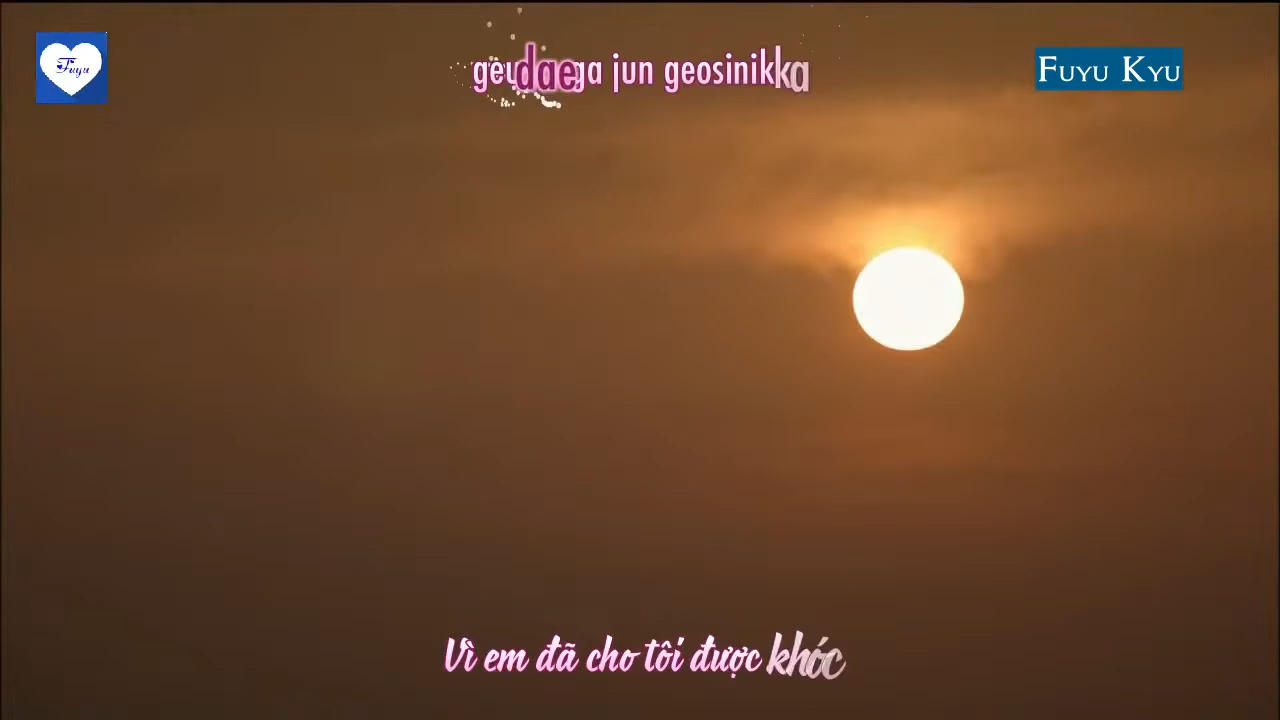 Fuyu
geudaega jun geosinikka
FUYU KYU
Vì em đã cho tôi được khóc